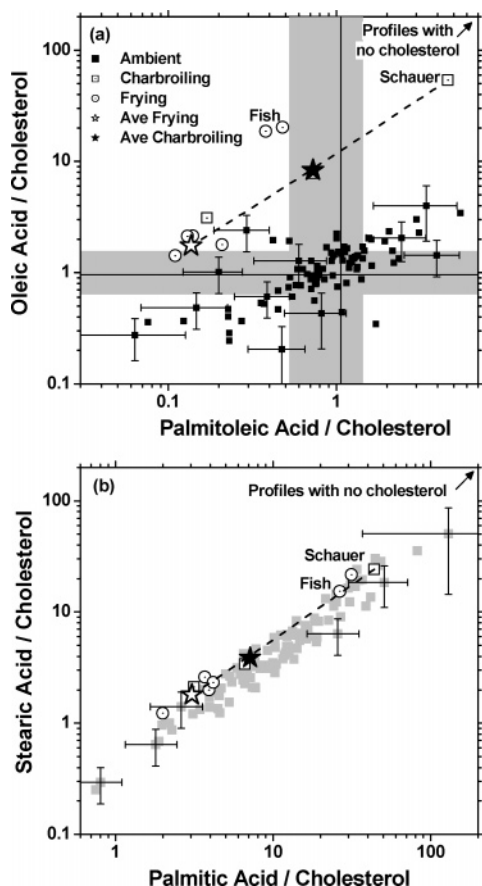 (a)
Profiles with
no cholesterol
Ambient
Charbroiling
Frying
Ave Frying
Ave Charbroiling
Schauer
Fish
100
10
1
0.1
0.1
1
Oleic Acid / Cholesterol
Palmitoleic Acid / Cholesterol
(b)
Profiles with no cholesterol
Schauer
Fish
100
10
1
0.1
1
10
100
Stearic Acid / Cholesterol
Palmitic Acid / Cholesterol